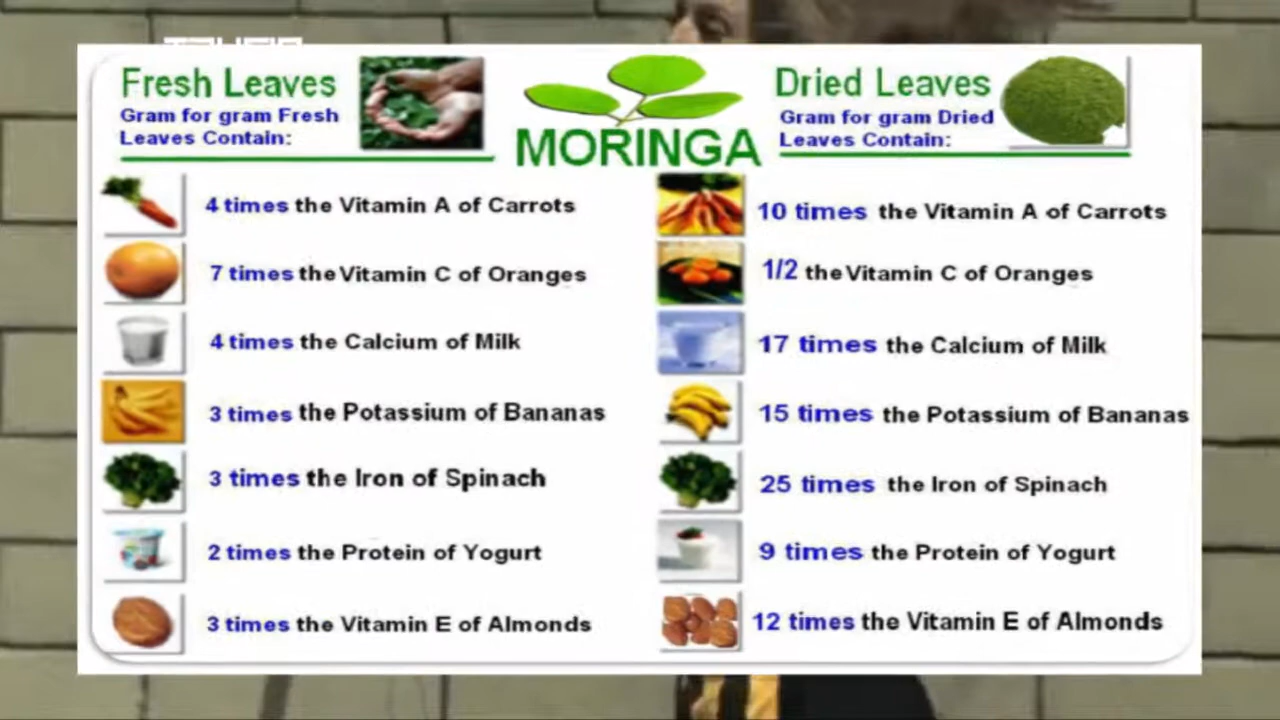 Fresh Leaves
Gram for gram Fresh
Leaves Contain:
4 times the Vitamin A of Carrots
7 times the Vitamin C of Oranges
4 times the Calcium of Milk
3 times the Potassium of Bananas
3 times the Iron of Spinach
2 times the Protein of Yogurt
3 times the Vitamin E of Almonds
MORINGA
Dried Leaves
Gram for gram Dried
Leaves Contain:
10 times the Vitamin A of Carrots
1/2 the Vitamin C of Oranges
17 times the Calcium of Milk
15 times the Potassium of Bananas
25 times the Iron of Spinach
9 times the Protein of Yogurt
12 times the Vitamin E of Almonds